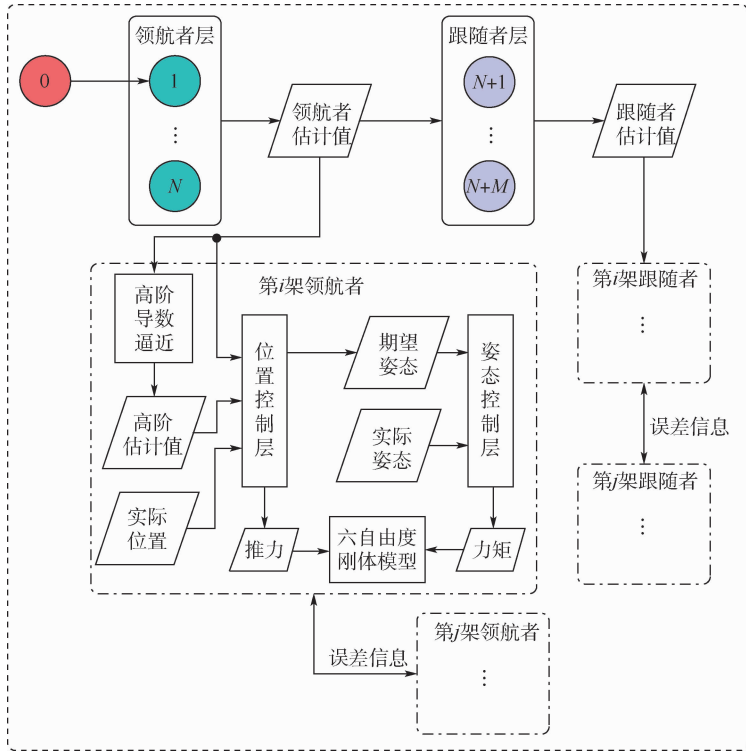 领航者层
跟随者层
0
1
⋮
N
领航者
估计值
N+1
⋮
N+M
跟随者
估计值
第i架领航者
高阶
导数
逼近
高阶
估计值
实际
位置
位置控制层
期望
姿态
实际
姿态
姿态控制层
推力
六自由度
刚体模型
力矩
第i架跟随者
⋮
误差信息
第j架跟随者
⋮
误差信息
第j架领航者
⋮